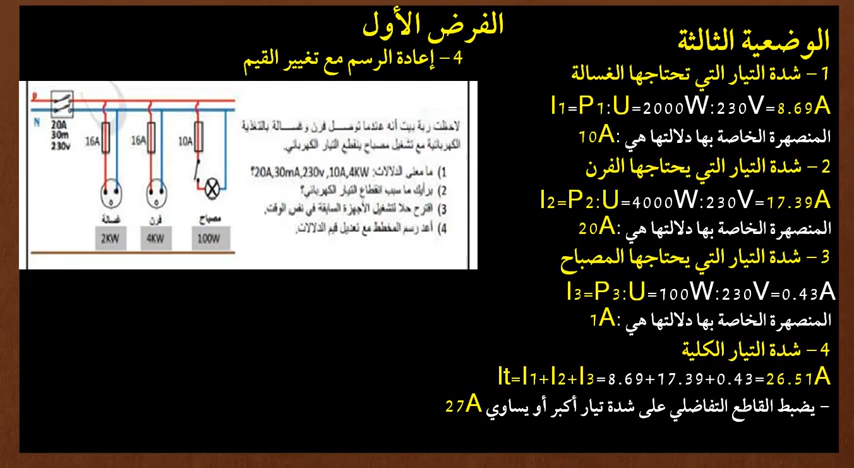 الفرض الأول
الوضعية الثالثة
1- شدة التيار التي تحتاجها الغسالة
I1=P1:U=2000W:230V=8.69A
المنصهرة الخاصة بها دلالتها هي :10A
2- شدة التيار التي يحتاجها الفرن
I2=P2:U=4000W:230V=17.39A
المنصهرة الخاصة بها دلالتها هي :20A
3- شدة التيار التي يحتاجها المصباح
I3=P3:U=100W:230V=0.43A
المنصهرة الخاصة بها دلالتها هي :1A
4- شدة التيار الكلية
It=I1+I2+I3=8.69+17.39+0.43=26.51A
- يضبط القاطع التفاضلي على شدة تيار أكبر أو يساوي 27A
4- إعادة الرسم مع تغيير القيم
لاحظت ربة بيت أنه عندما توصل فرن وغسالة بالتغذية
الكهربائية مع تشغيل مصباح ينقطع التيار الكهربائي.
1) ما معنى الدلالات: 20A,30mA,230v ,10A,4KW؟
2) برأيك ما سبب انقطاع التيار الكهربائي؟
3) اقترح حلا لتشغيل الأجهزة السابقة في نفس الوقت.
4) أعد رسم المخطط مع تعديل قيم الدلالات.
P
N
20A
30m
230v
16A
16A
10A
غسالة
فرن
مصباح
2KW
4KW
100W